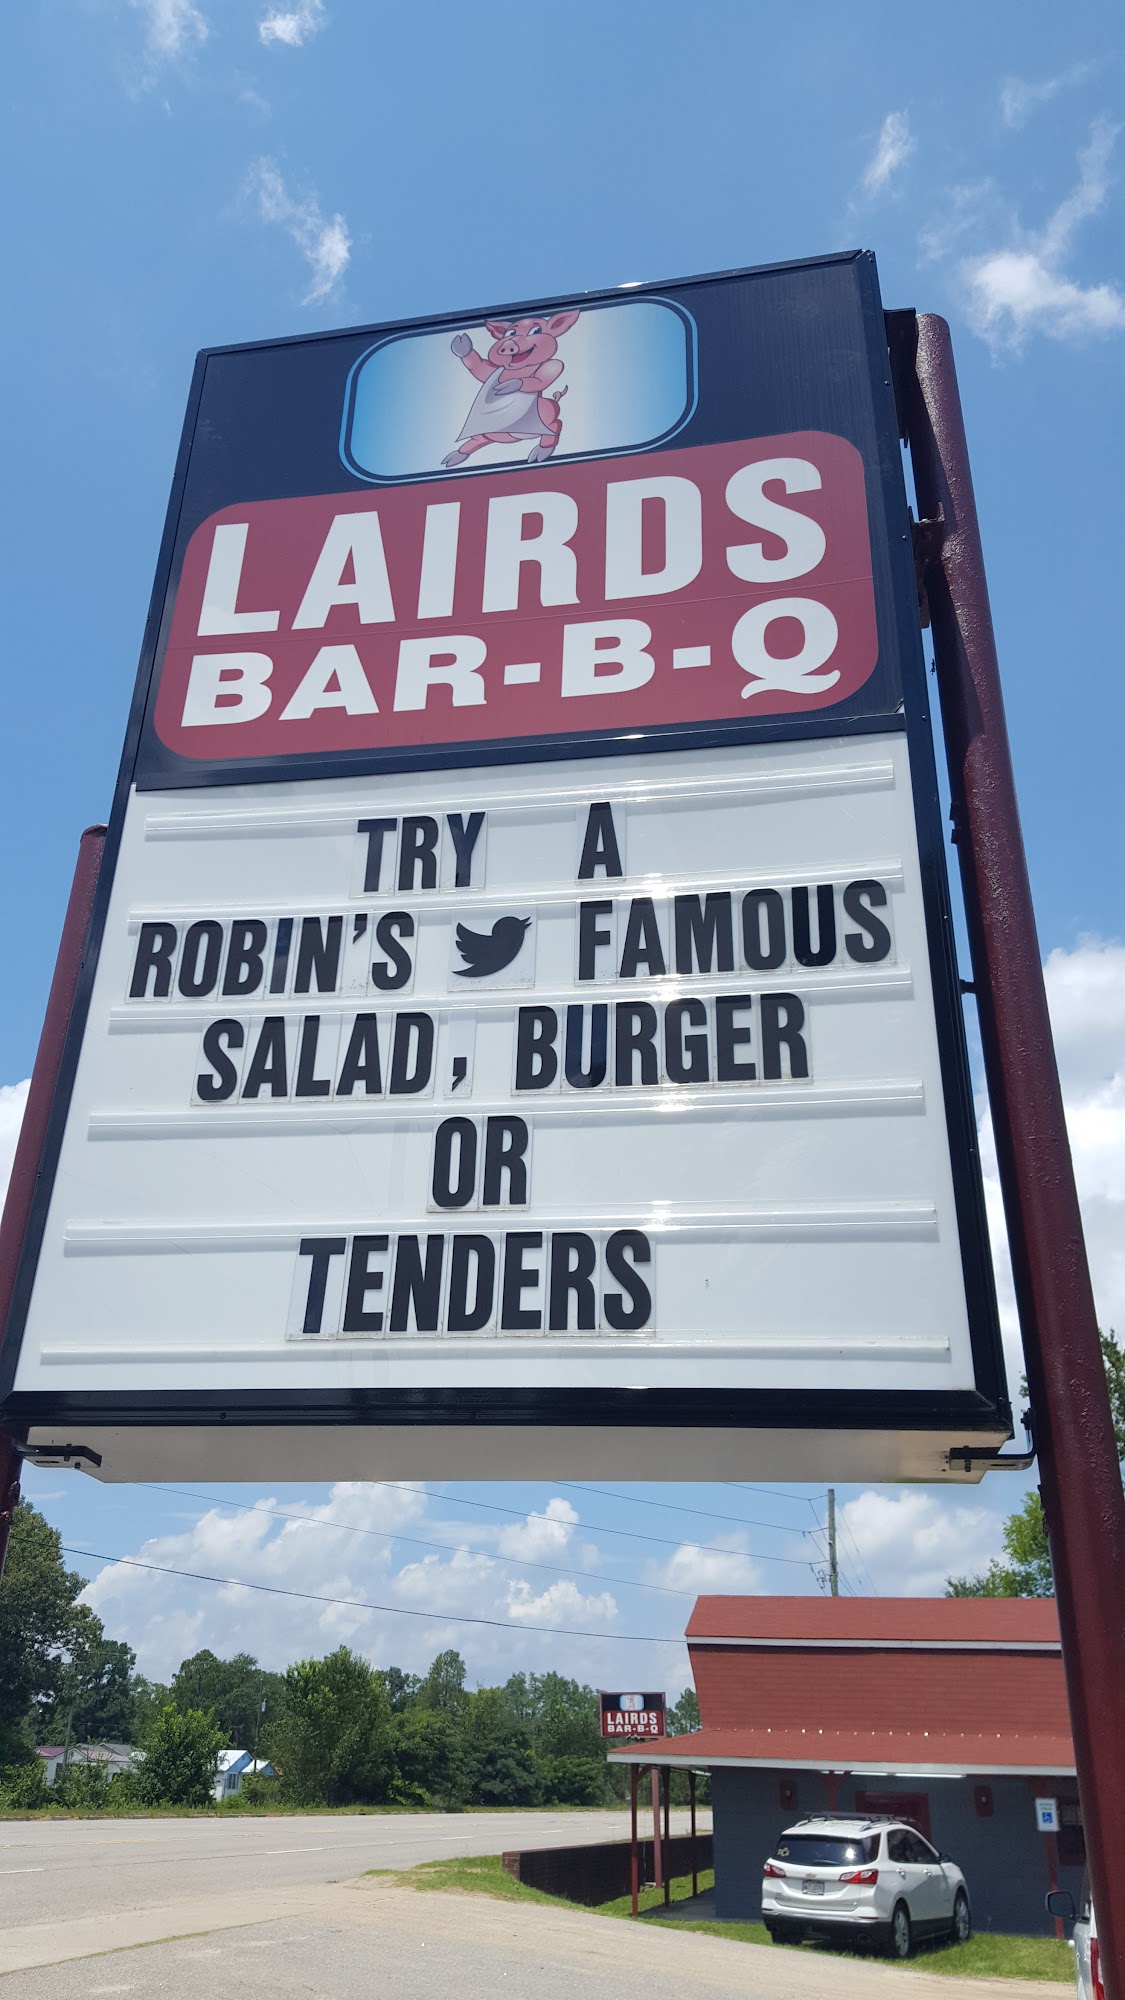 LAIRDS
BAR-B-Q
TRY A
ROBIN'S FAMOUS
SALAD, BURGER
OR
TENDERS
LAIRDS
BAR-B-Q